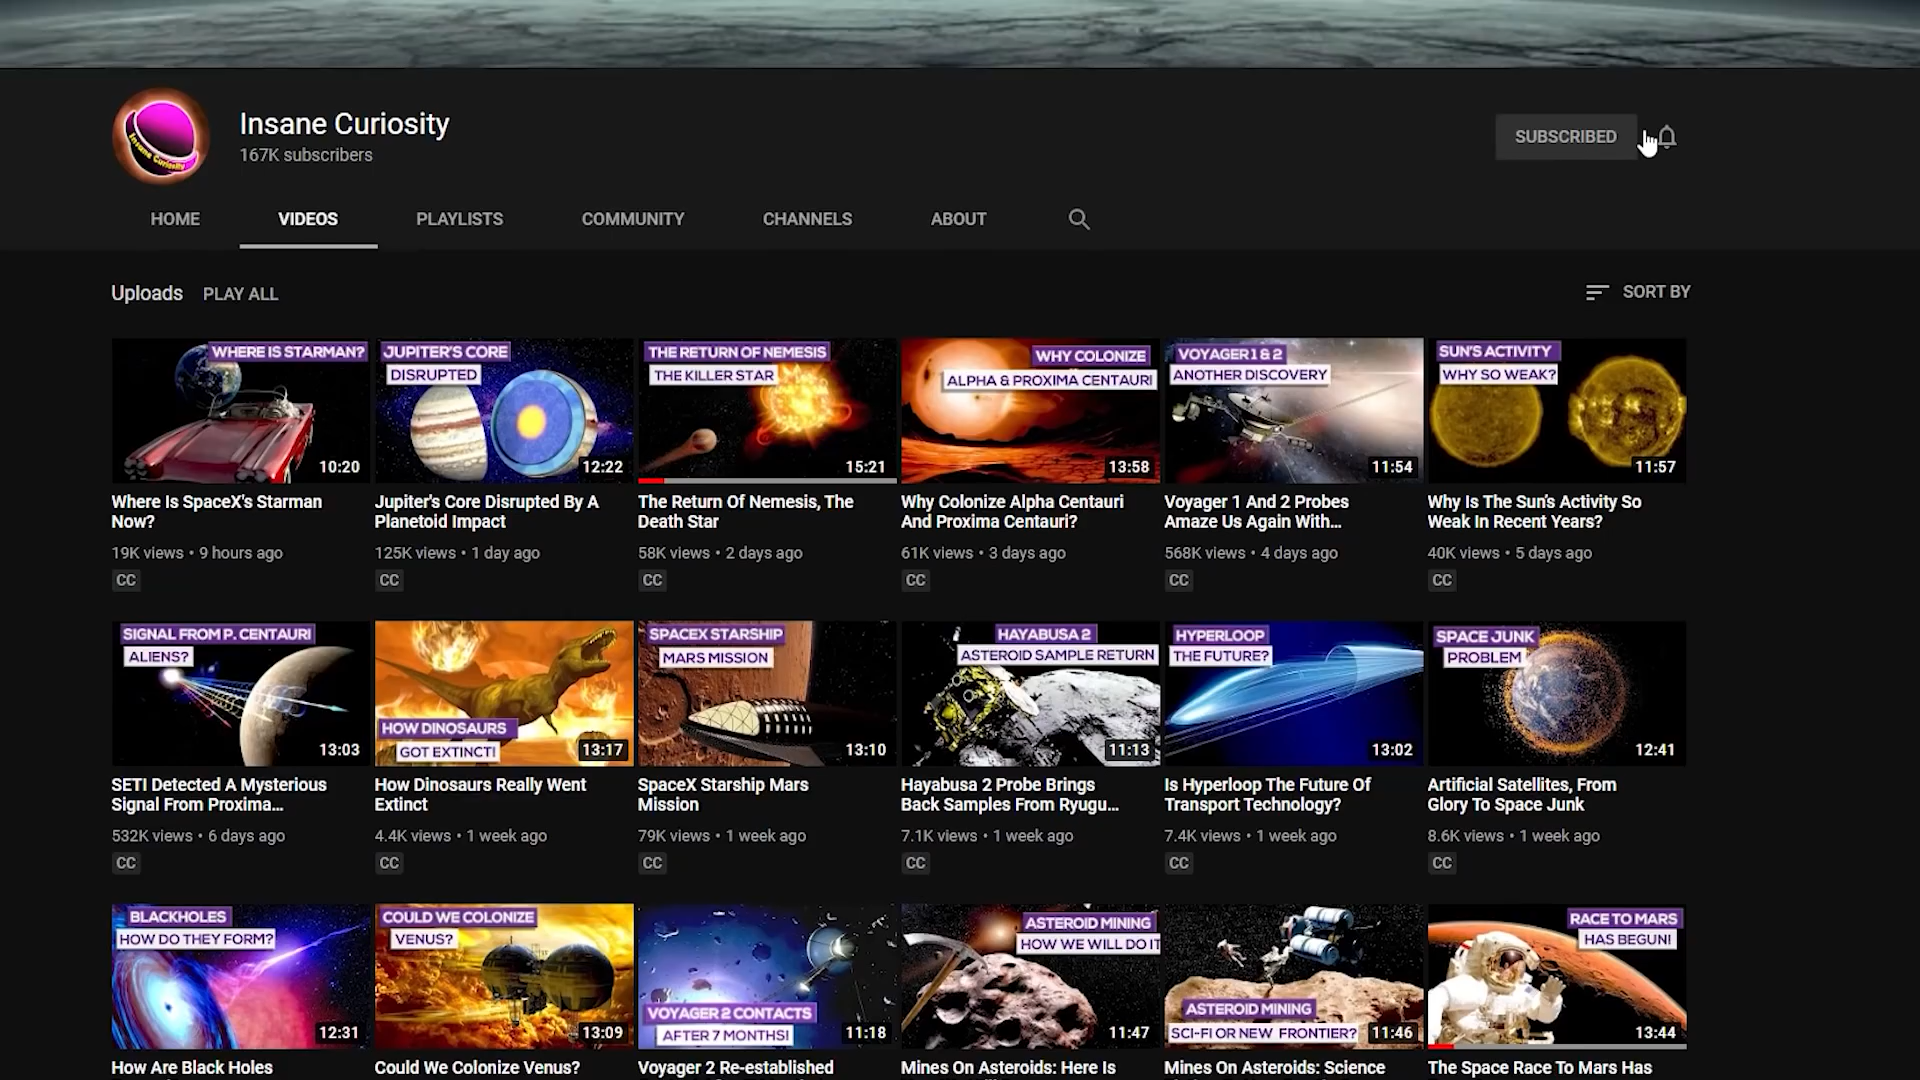 Insane Curiosity
167K subscribers
SUBSCRIBED
HOME
VIDEOS
PLAYLISTS
COMMUNITY
CHANNELS
ABOUT
Uploads
PLAY ALL
SORT BY
WHERE IS STARMAN?
10:20
JUPITER'S CORE
DISRUPTED
12:22
THE RETURN OF NEMESIS
THE KILLER STAR
15:21
WHY COLONIZE
ALPHA & PROXIMA CENTAURI
13:58
VOYAGER 1 & 2
ANOTHER DISCOVERY
11:54
SUN'S ACTIVITY
WHY SO WEAK?
11:57
Where Is SpaceX's Starman
Now?
19K views • 9 hours ago
CC
Jupiter's Core Disrupted By A
Planetoid Impact
125K views • 1 day ago
CC
The Return Of Nemesis, The
Death Star
58K views • 2 days ago
CC
Why Colonize Alpha Centauri
And Proxima Centauri?
61K views • 3 days ago
CC
Voyager 1 And 2 Probes
Amaze Us Again With...
568K views • 4 days ago
CC
Why Is The Sun's Activity So
Weak In Recent Years?
40K views • 5 days ago
CC
SIGNAL FROM P. CENTAURI
ALIENS?
13:03
HOW DINOSAURS
GOT EXTINCT!
13:17
SPACEX STARSHIP
MARS MISSION
13:10
HAYABUSA 2
ASTEROID SAMPLE RETURN
11:13
HYPERLOOP
THE FUTURE?
13:02
SPACE JUNK
PROBLEM
12:41
SETI Detected A Mysterious
Signal From Proxima...
532K views • 6 days ago
CC
How Dinosaurs Really Went
Extinct
4.4K views • 1 week ago
CC
SpaceX Starship Mars
Mission
79K views • 1 week ago
CC
Hayabusa 2 Probe Brings
Back Samples From Ryugu...
7.1K views • 1 week ago
CC
Is Hyperloop The Future Of
Transport Technology?
7.4K views • 1 week ago
CC
Artificial Satellites, From
Glory To Space Junk
8.6K views • 1 week ago
CC
BLACKHOLES
HOW DO THEY FORM?
12:31
COULD WE COLONIZE
VENUS?
13:09
VOYAGER 2 CONTACTS
AFTER 7 MONTHS!
11:18
ASTEROID MINING
HOW WE WILL DO IT
11:47
ASTEROID MINING
SCI-FI OR NEW FRONTIER?
11:46
RACE TO MARS
HAS BEGUN!
13:44
How Are Black Holes
Could We Colonize Venus?
Voyager 2 Re-established
Mines On Asteroids: Here Is
Mines On Asteroids: Science
The Space Race To Mars Has